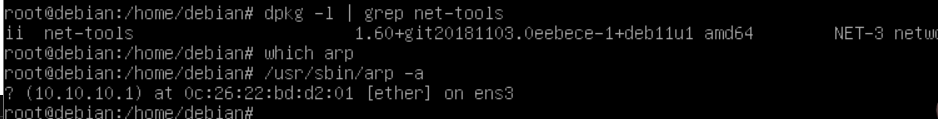 root@debian:/home/debian# dpkg -l | grep net-tools
ii  net-tools                          1.60+git20181103.0eebece-1+deb11u1 amd64        NET-3 netwo
root@debian:/home/debian# which arp
root@debian:/home/debian# /usr/sbin/arp -a
? (10.10.10.1) at 0c:26:22:bd:d2:01 [ether] on ens3
root@debian:/home/debian#